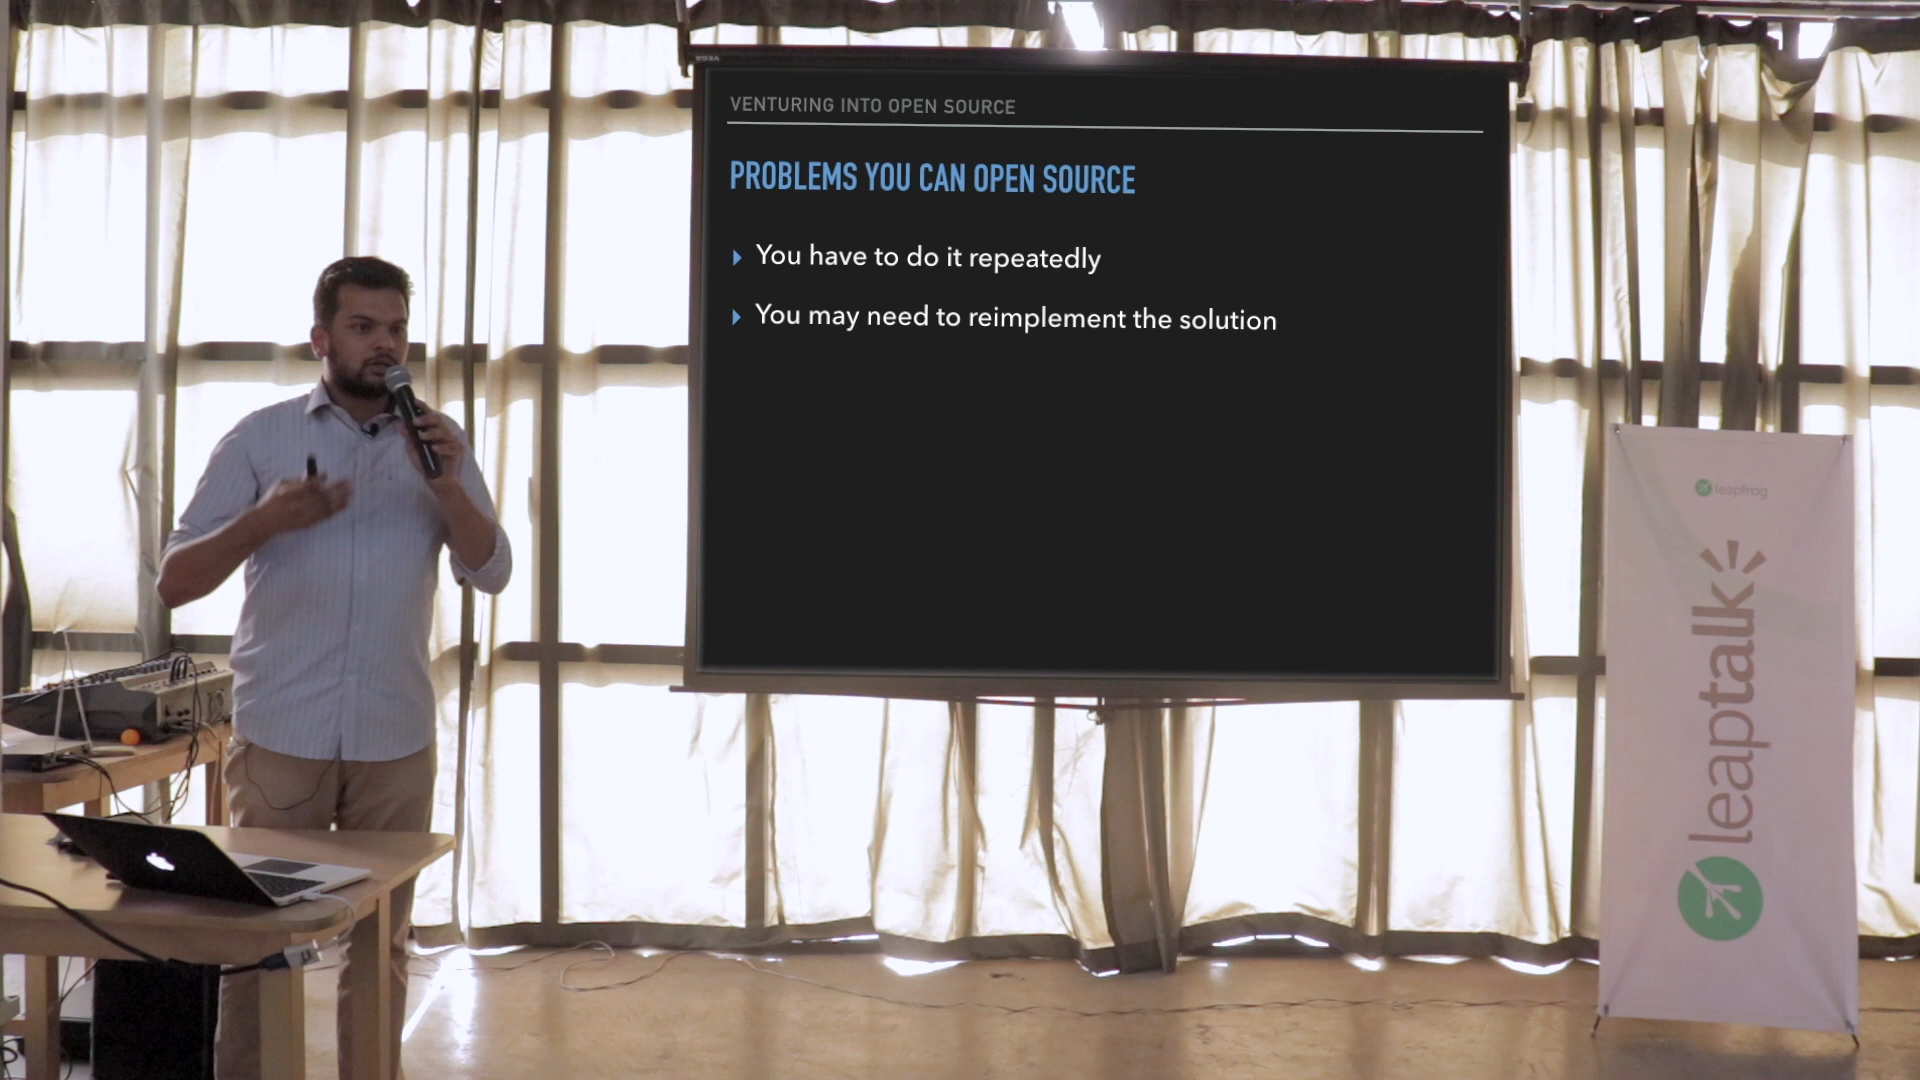 VENTURING INTO OPEN SOURCE
PROBLEMS YOU CAN OPEN SOURCE
You have to do it repeatedly
You may need to reimplement the solution
leapfrog
leaptalk